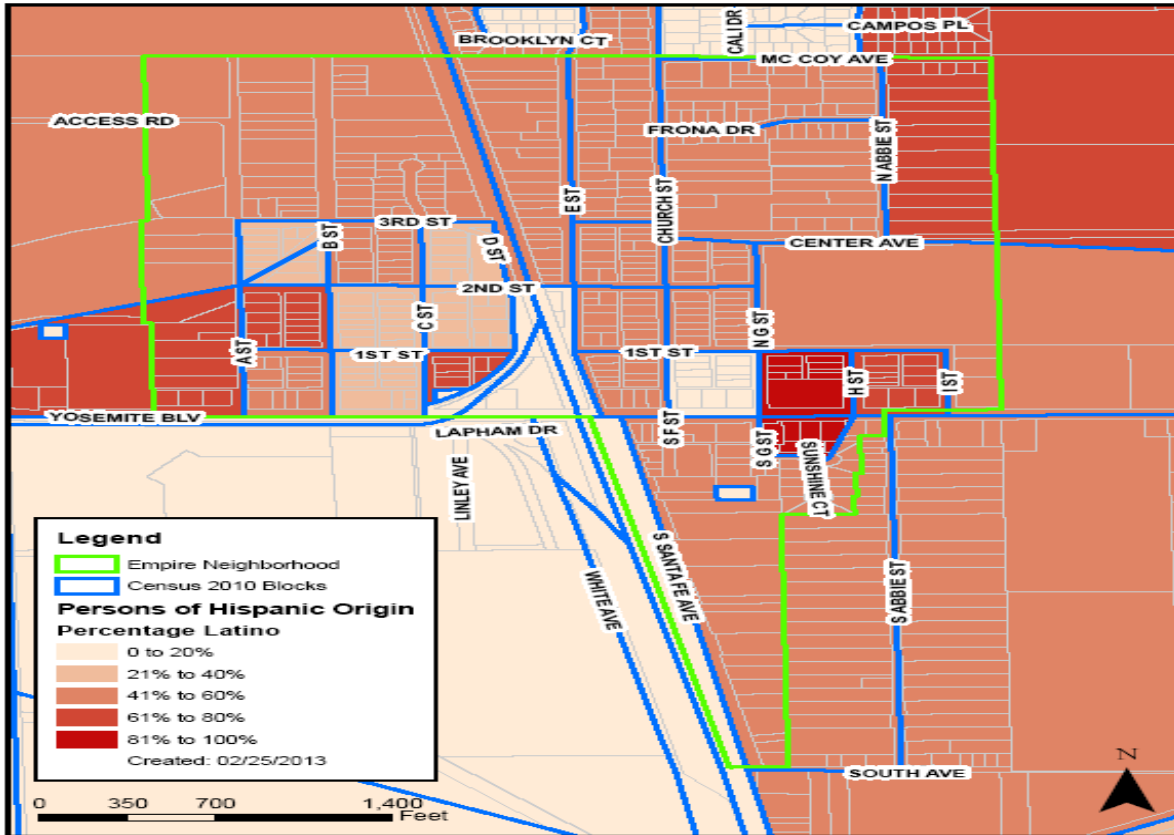 BROOKLYN CT
CALI DR
CAMPOS PL
MC COY AVE
ACCESS RD
FRONA DR
N ABBIE ST
E ST
CHURCH ST
3RD ST
B ST
D ST
CENTER AVE
2ND ST
C ST
N G ST
A ST
1ST ST
1ST ST
H ST
I ST
YOSEMITE BLV
LAPHAM DR
S F ST
S G ST
SUNSHINE CT
LINLEY AVE
S SANTA FE AVE
WHITE AVE
S ABBIE ST
SOUTH AVE
Legend
Empire Neighborhood
Census 2010 Blocks
Persons of Hispanic Origin
Percentage Latino
0 to 20%
21% to 40%
41% to 60%
61% to 80%
81% to 100%
Created: 02/25/2013
0 350 700 1,400
Feet
N